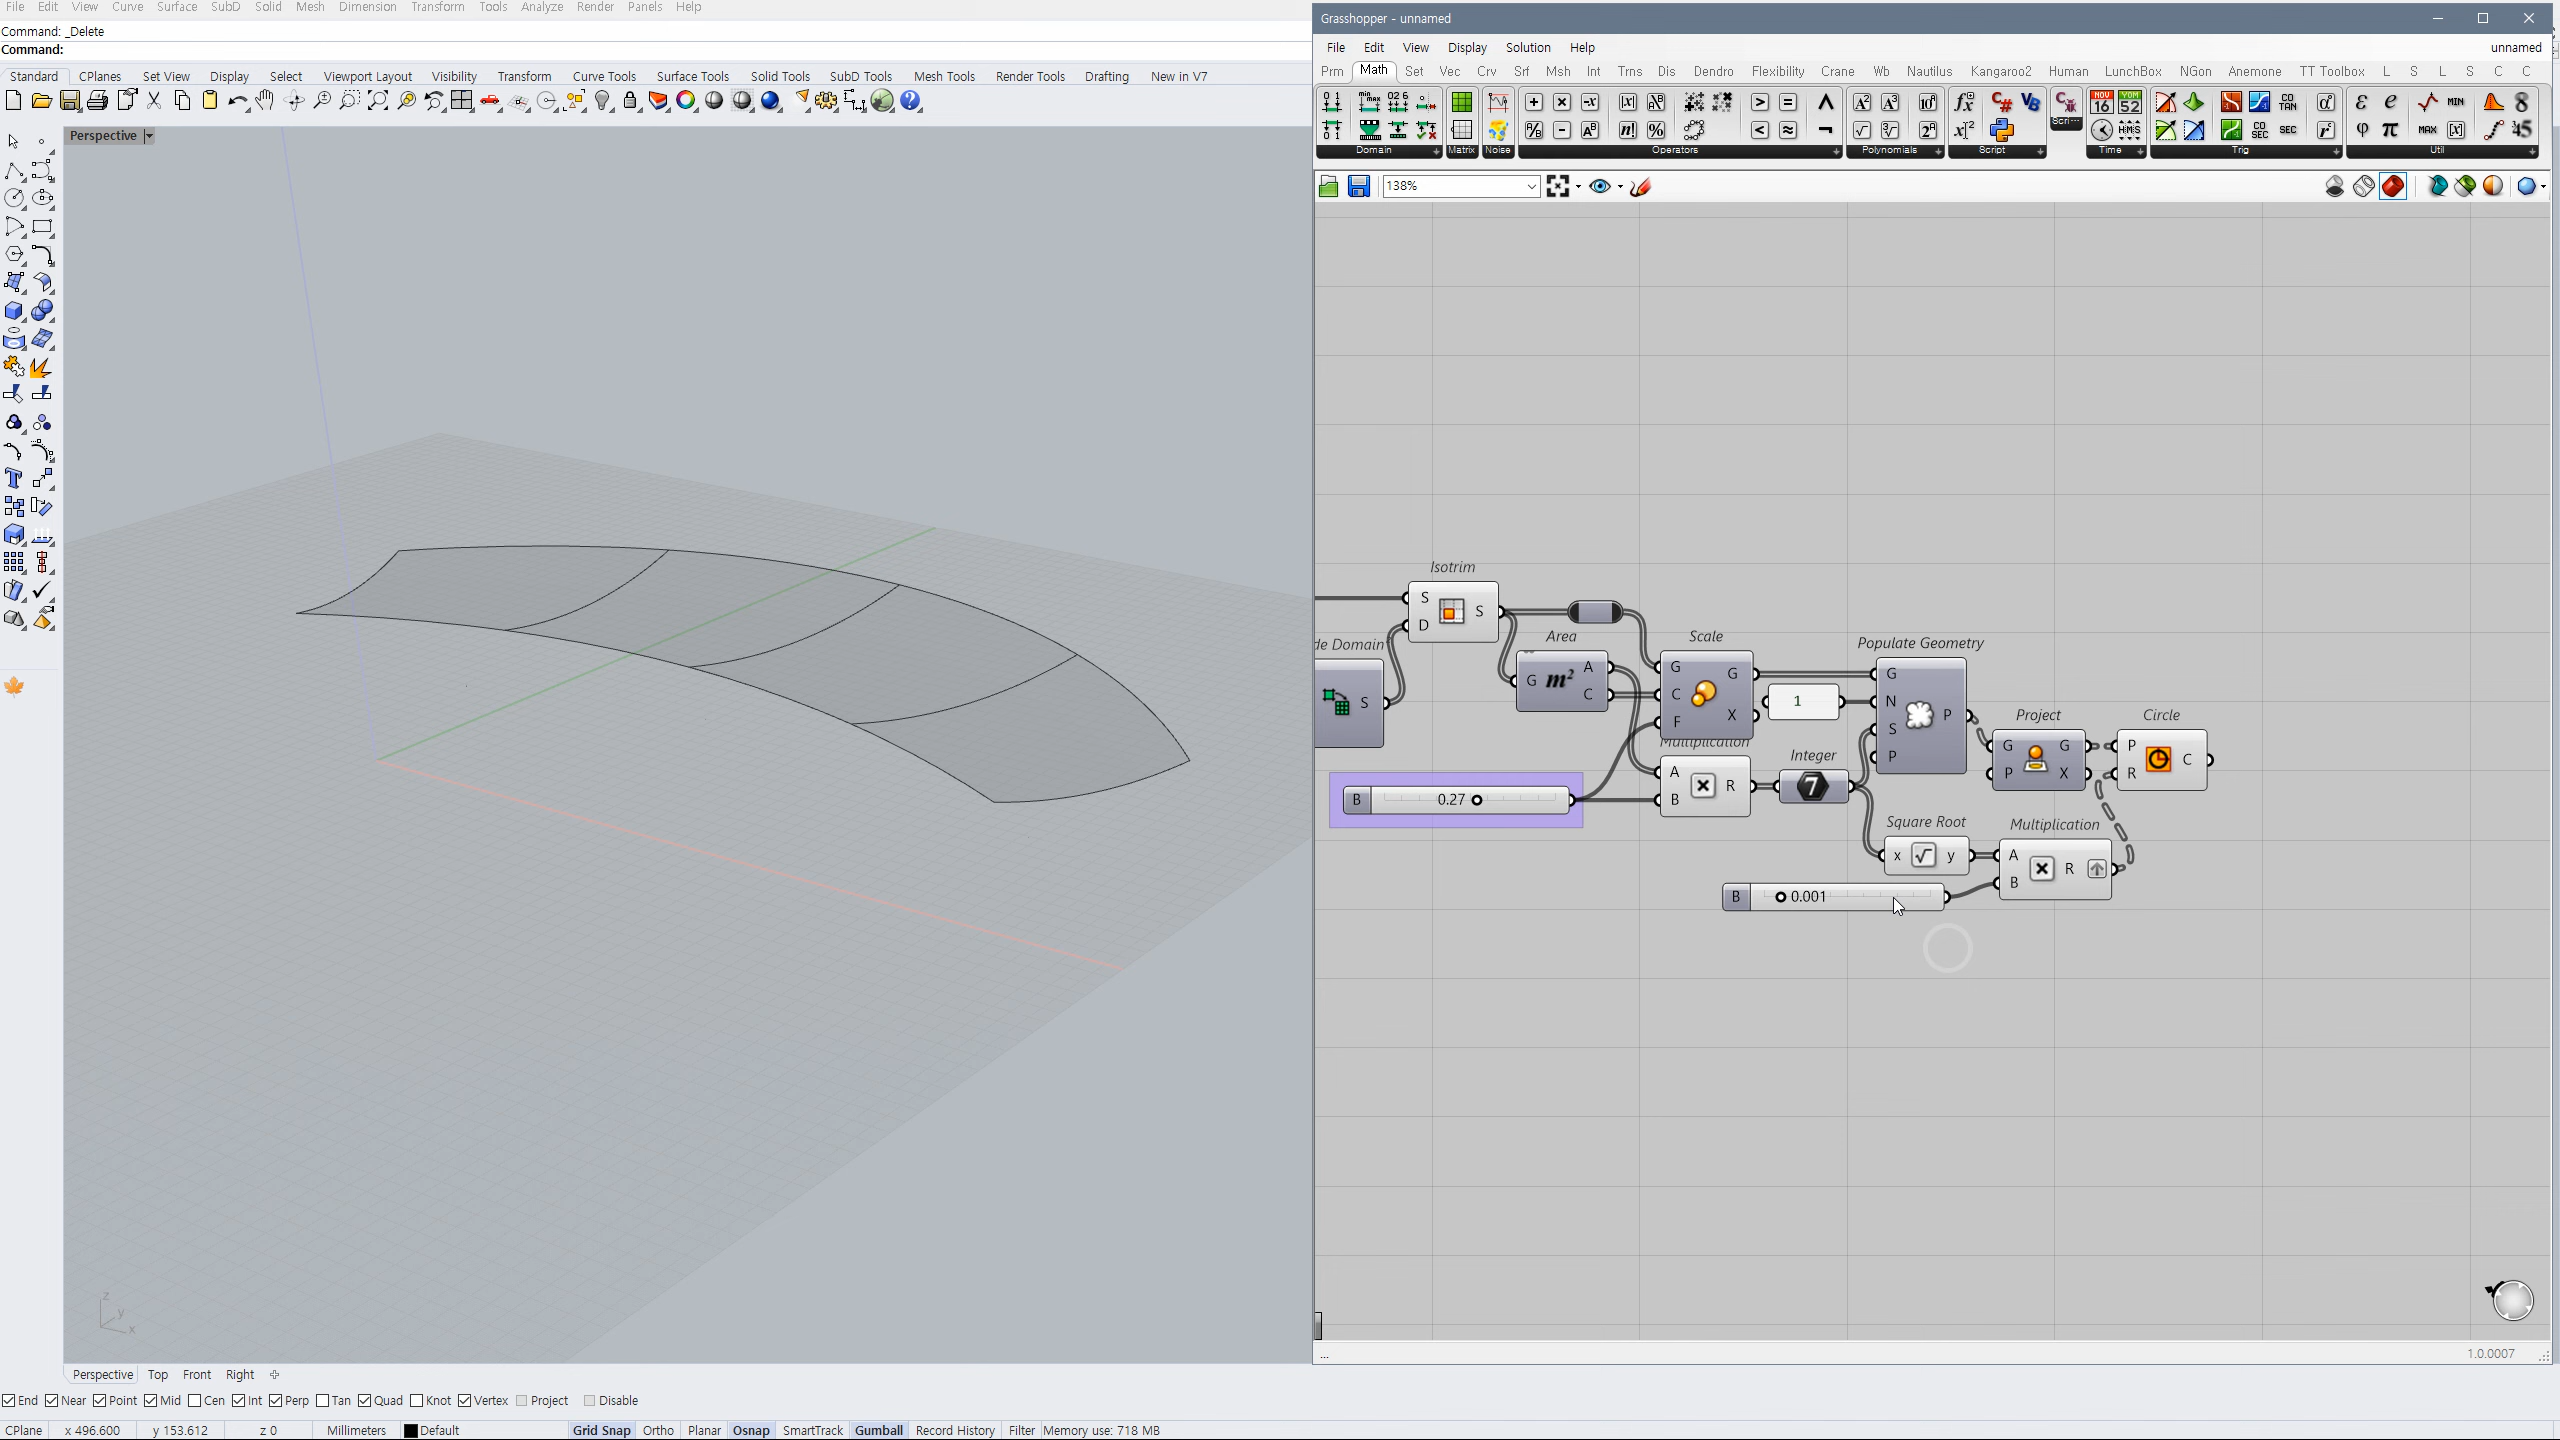 File Edit View Curve Surface SubD Solid Mesh Dimension Transform Tools Analyze Render Panels Help
Command: _Delete
Command:
Standard CPlanes Set View Display Select Viewport Layout Visibility Transform Curve Tools Surface Tools Solid Tools SubD Tools Mesh Tools Render Tools Drafting New in V7
Perspective
z
y
x
Perspective Top Front Right
End Near Point Mid Cen Int Perp Tan Quad Knot Vertex Project Disable
CPlane x 496.600 y 153.612 z 0 Millimeters Default Grid Snap Ortho Planar Osnap SmartTrack Gumball Record History Filter Memory use: 718 MB
Grasshopper - unnamed
File Edit View Display Solution Help unnamed
Prm Math Set Vec Crv Srf Msh Int Trns Dis Dendro Flexibility Crane Wb Nautilus Kangaroo2 Human LunchBox NGon Anemone TT Toolbox L S L S C C
Domain Matrix Noise Operators Polynomials Script Scri··· Time Trig Util
138%
Isotrim
S
D
S
de Domain
S
Area
G m² A
C
Scale
G
C
F
G
X
1
Populate Geometry
G
N
S
P
P
Project
G
P
G
X
Circle
P
R
C
Multiplication
A
B
R
Integer
7
B 0.27
Square Root
x √ y
Multiplication
A
B
R
B 0.001
...
1.0.0007